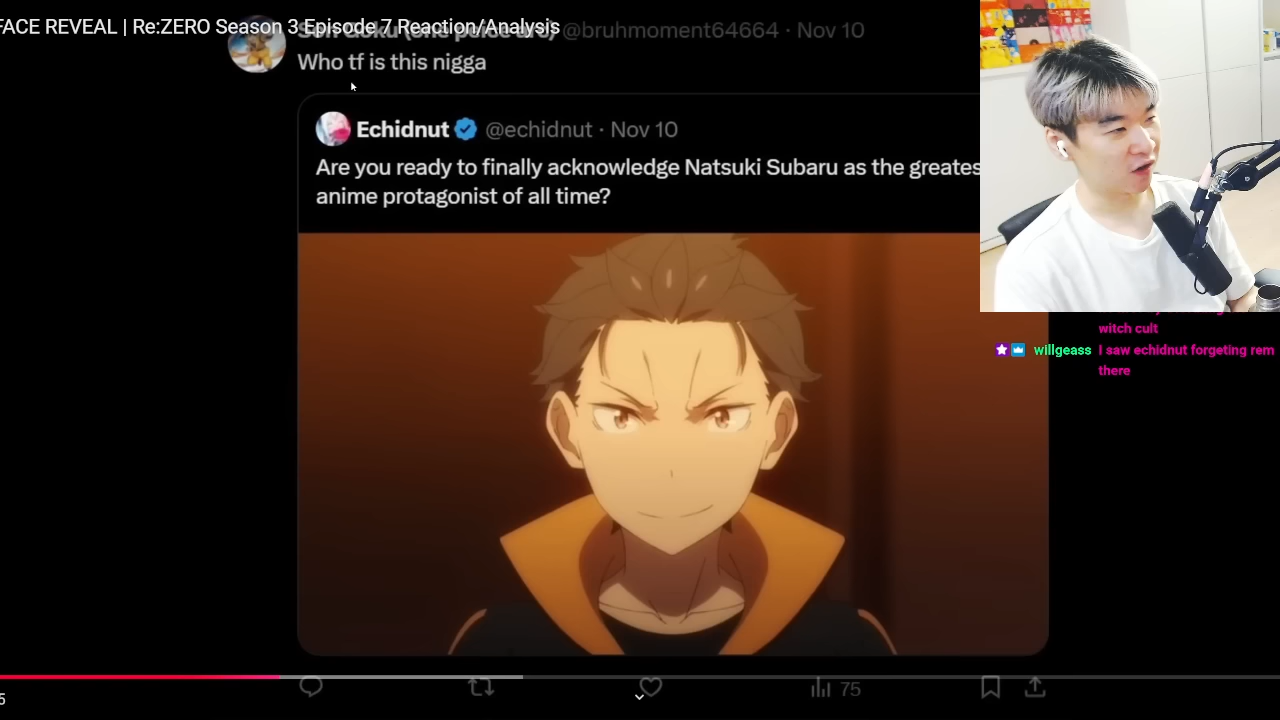 FACE REVEAL | Re:ZERO Season 3 Episode 7 Reaction/Analysis
@bruhmoment64664 · Nov 10
Who tf is this nigga
Echidnut @echidnut · Nov 10
Are you ready to finally acknowledge Natsuki Subaru as the greates
anime protagonist of all time?
witch cult
willgeass I saw echidnut forgeting rem
there
75
5